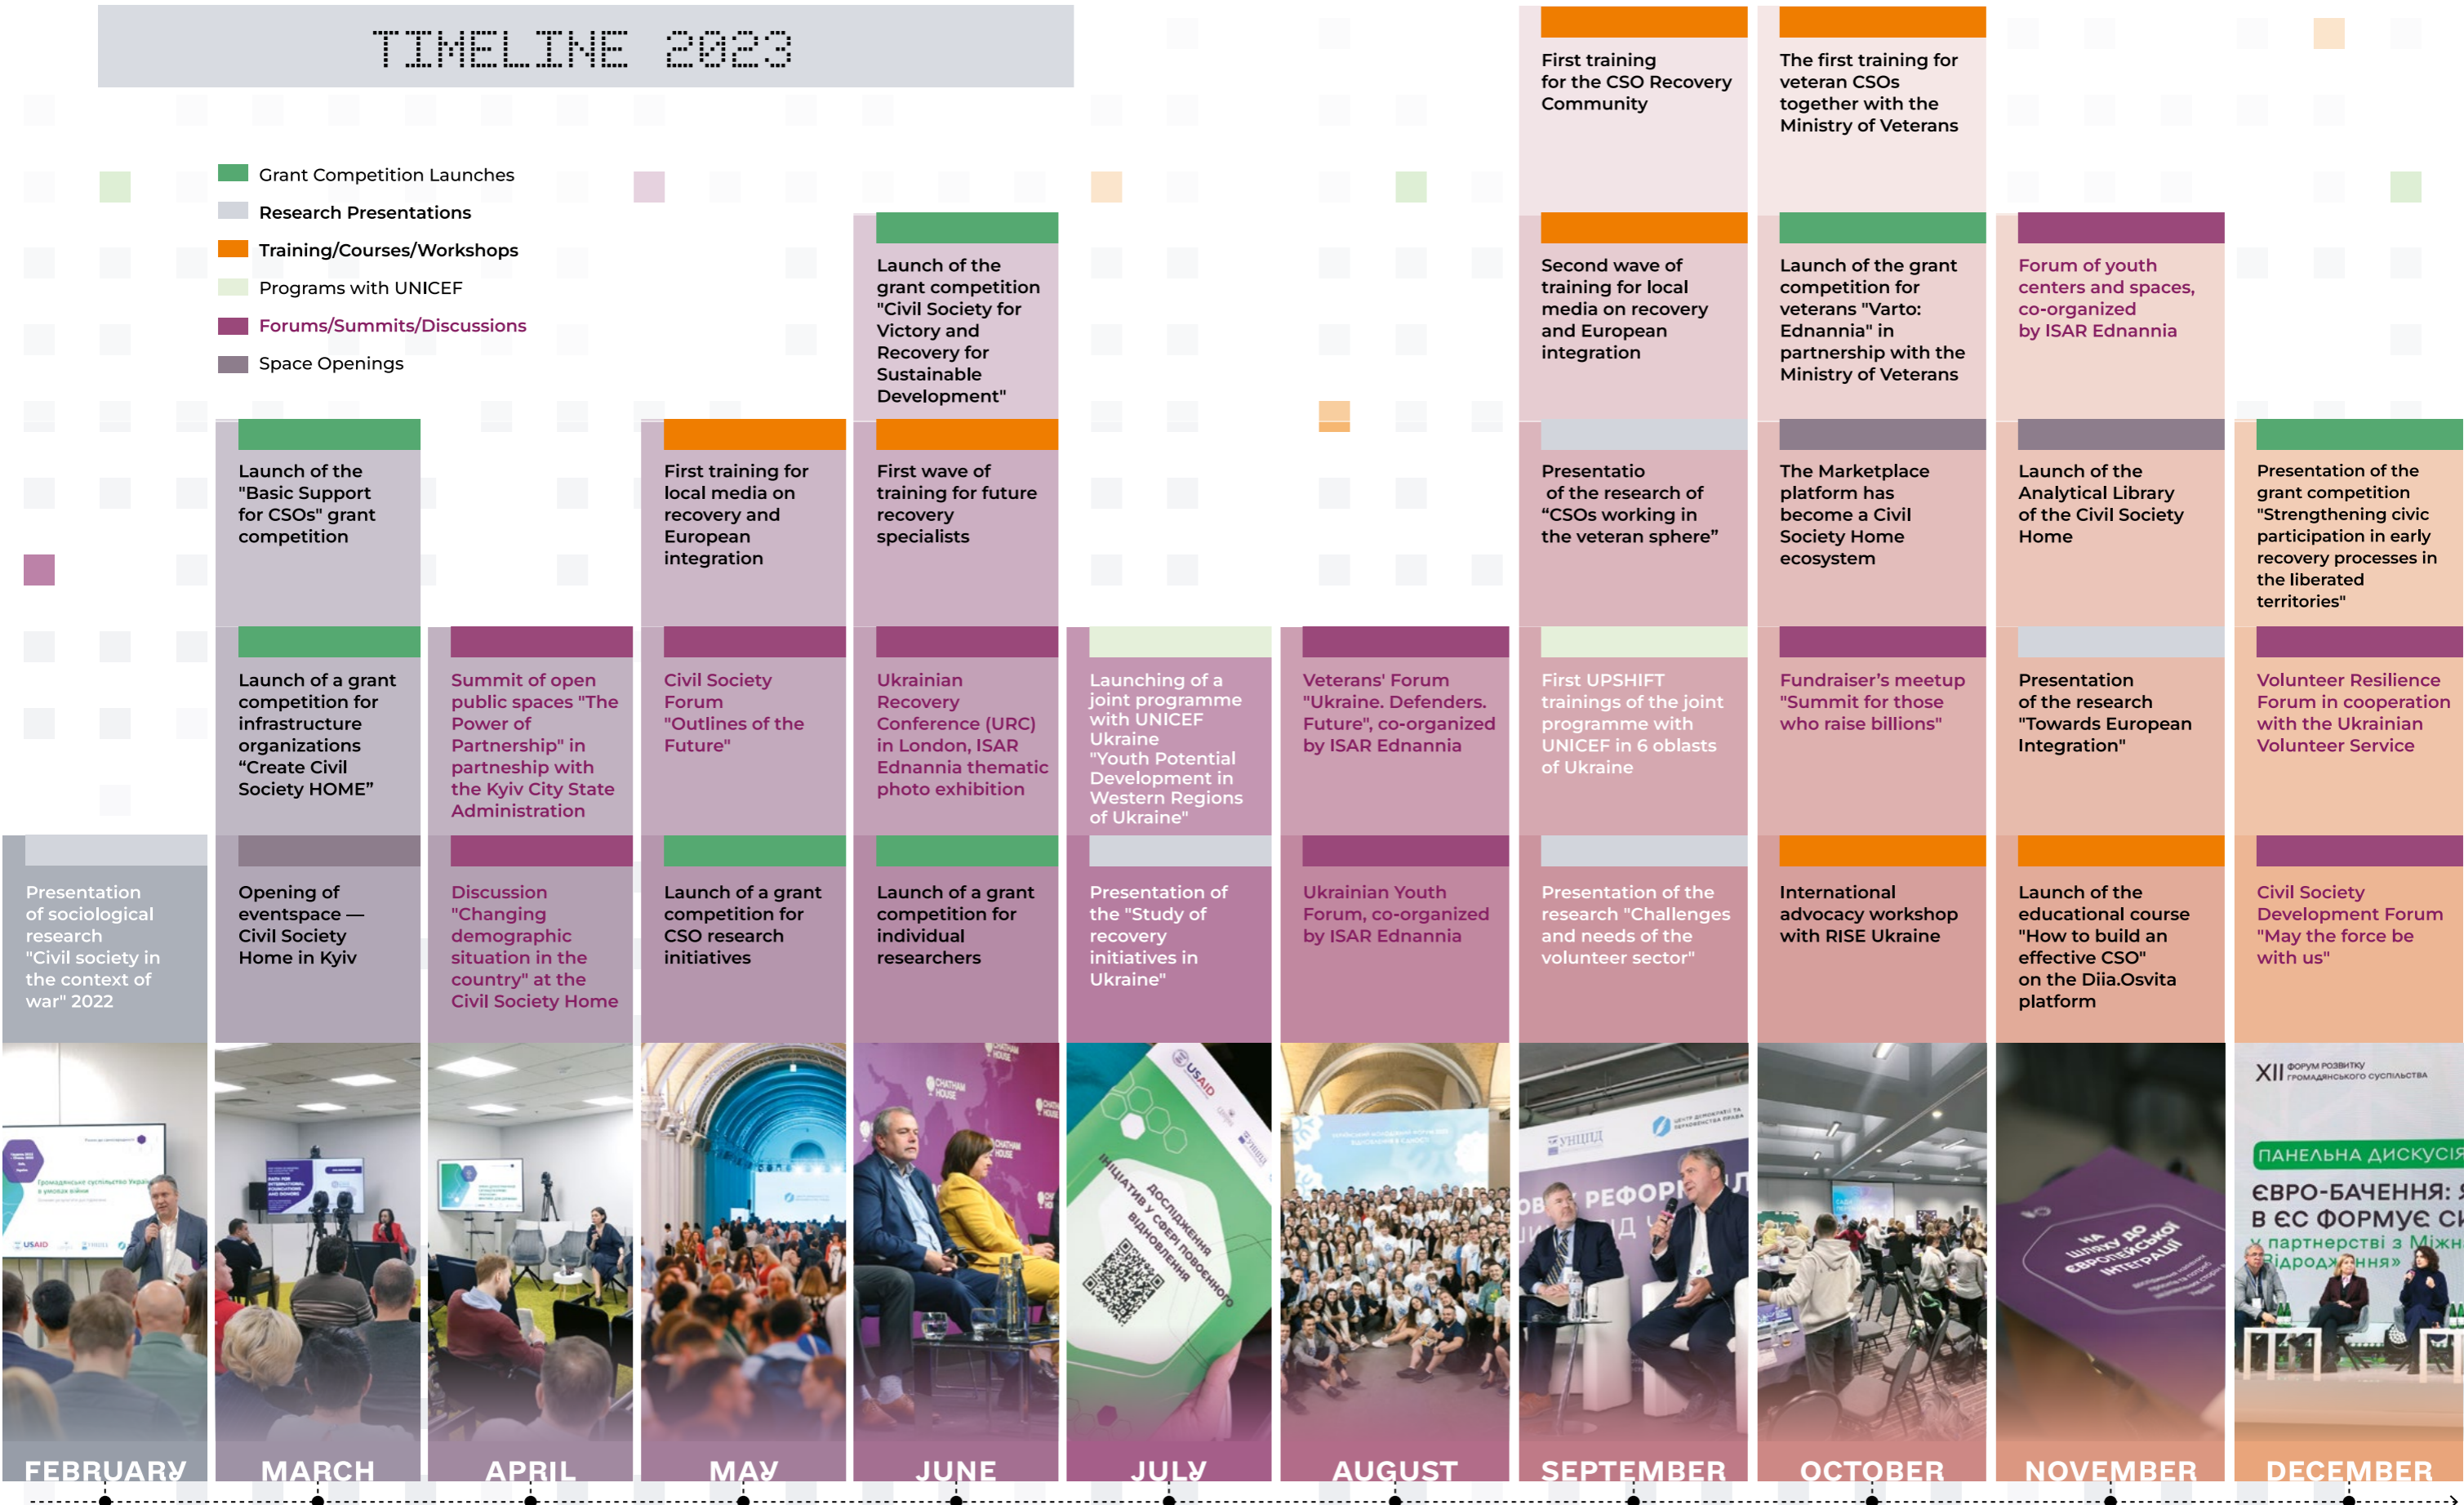 TIMELINE 2023
Grant Competition Launches
Research Presentations
Training/Courses/Workshops
Programs with UNICEF
Forums/Summits/Discussions
Space Openings
Presentation
of sociological
research
"Civil society in
the context of
war" 2022
FEBRUARY
Launch of the
"Basic Support
for CSOs" grant
competition
Launch of a grant
competition for
infrastructure
organizations
“Create Civil
Society HOME”
Opening of
eventspace —
Civil Society
Home in Kyiv
MARCH
Summit of open
public spaces "The
Power of
Partnership" in
partneship with
the Kyiv City State
Administration
Discussion
"Changing
demographic
situation in the
country" at the
Civil Society Home
APRIL
First training for
local media on
recovery and
European
integration
Civil Society
Forum
"Outlines of the
Future"
Launch of a grant
competition for
CSO research
initiatives
MAY
Launch of the
grant competition
"Civil Society for
Victory and
Recovery for
Sustainable
Development"
First wave of
training for future
recovery
specialists
Ukrainian
Recovery
Conference (URC)
in London, ISAR
Ednannia thematic
photo exhibition
Launch of a grant
competition for
individual
researchers
CHATHAM
HOUSE
JUNE
Launching of a
joint programme
with UNICEF
Ukraine
"Youth Potential
Development in
Western Regions
of Ukraine"
Presentation of
the "Study of
recovery
initiatives in
Ukraine"
USAID
ДОСЛІДЖЕННЯ
ІНІЦІАТИВ У СФЕРІ ПОВОЄННОГО
ВІДНОВЛЕННЯ
JULY
Veterans' Forum
"Ukraine. Defenders.
Future", co-organized
by ISAR Ednannia
Ukrainian Youth
Forum, co-organized
by ISAR Ednannia
AUGUST
First training
for the CSO Recovery
Community
Second wave of
training for local
media on recovery
and European
integration
Presentatio
of the research of
“CSOs working in
the veteran sphere”
First UPSHIFT
trainings of the joint
programme with
UNICEF in 6 oblasts
of Ukraine
Presentation of the
research "Challenges
and needs of the
volunteer sector"
УНЦПД
SEPTEMBER
The first training for
veteran CSOs
together with the
Ministry of Veterans
Launch of the grant
competition for
veterans "Varto:
Ednannia" in
partnership with the
Ministry of Veterans
The Marketplace
platform has
become a Civil
Society Home
ecosystem
Fundraiser’s meetup
"Summit for those
who raise billions"
International
advocacy workshop
with RISE Ukraine
OCTOBER
Forum of youth
centers and spaces,
co-organized
by ISAR Ednannia
Launch of the
Analytical Library
of the Civil Society
Home
Presentation
of the research
"Towards European
Integration"
Launch of the
educational course
"How to build an
effective CSO"
on the Diia.Osvita
platform
НА
ШЛЯХУ ДО
ЄВРОПЕЙСЬКОЇ
ІНТЕГРАЦІЇ
NOVEMBER
Presentation of the
grant competition
"Strengthening civic
participation in early
recovery processes in
the liberated
territories"
Volunteer Resilience
Forum in cooperation
with the Ukrainian
Volunteer Service
Civil Society
Development Forum
"May the force be
with us"
XII ФОРУМ РОЗВИТКУ
ГРОМАДЯНСЬКОГО СУСПІЛЬСТВА
ПАНЕЛЬНА ДИСКУСІЯ
ЄВРО-БАЧЕННЯ:
В ЄС ФОРМУЄ
у партнерстві з
DECEMBER